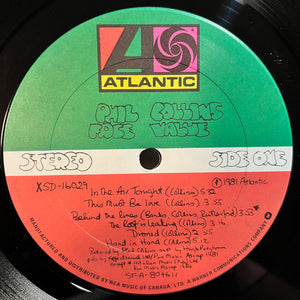 ATLANTIC
PHIL COLLINS
FACE VALUE
STEREO
SIDE ONE
XSD-16029
℗1981 Atlantic
In the Air Tonight (Collins) 5:32
This Must Be Love (Collins) 3:55
Behind the lines (Banks, Collins, Rutherford) 3:53
the Roof is Leaking (Collins) 3:16
Droned (Collins) 2:55
Hand in Hand (Collins) 5:12
STA-804611
MANUFACTURED AND DISTRIBUTED BY WEA MUSIC OF CANADA, LTD., A WARNER COMMUNICATIONS COMPANY